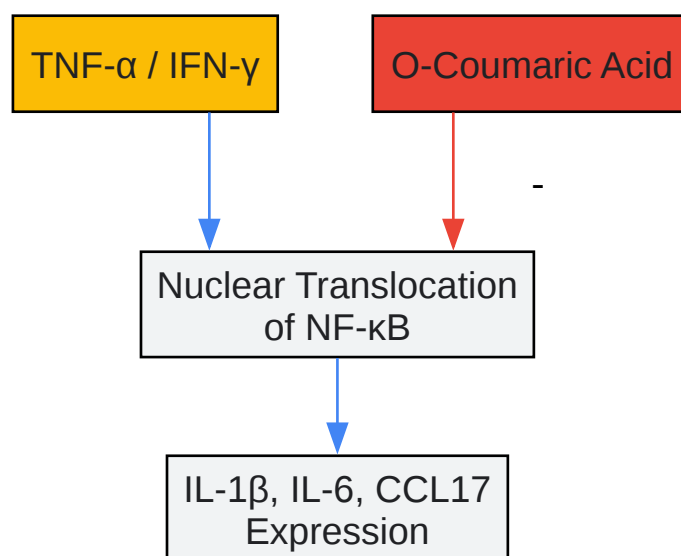 TNF-α / IFN-γ
O-Coumaric Acid
-
Nuclear Translocation
of NF-κB
IL-1β, IL-6, CCL17
Expression